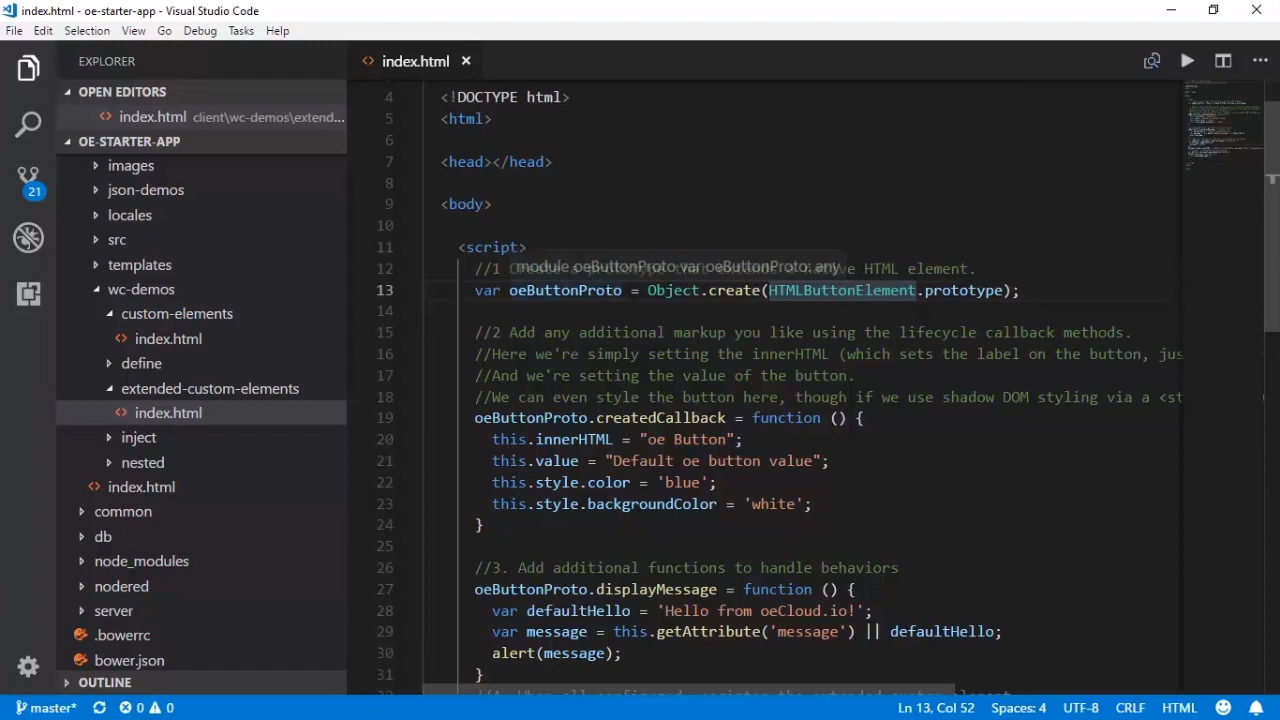 index.html - oe-starter-app - Visual Studio Code
File Edit Selection View Go Debug Tasks Help
EXPLORER
OPEN EDITORS
index.html client\wc-demos\extend...
OE-STARTER-APP
images
json-demos
locales
src
templates
wc-demos
custom-elements
index.html
define
extended-custom-elements
index.html
inject
nested
index.html
common
db
node_modules
nodered
server
.bowerrc
bower.json
OUTLINE
21
index.html
4 <!DOCTYPE html>
5 <html>
6
7 <head></head>
8
9 <body>
10
11 <script>
module oeButtonProto var oeButtonProto: any
12 //1 HTML element.
13 var oeButtonProto = Object.create(HTMLButtonElement.prototype);
14
15 //2 Add any additional markup you like using the lifecycle callback methods.
16 //Here we're simply setting the innerHTML (which sets the label on the button, jus
17 //And we're setting the value of the button.
18 //We can even style the button here, though if we use shadow DOM styling via a <st
19 oeButtonProto.createdCallback = function () {
20 this.innerHTML = "oe Button";
21 this.value = "Default oe button value";
22 this.style.color = 'blue';
23 this.style.backgroundColor = 'white';
24 }
25
26 //3. Add additional functions to handle behaviors
27 oeButtonProto.displayMessage = function () {
28 var defaultHello = 'Hello from oeCloud.io!';
29 var message = this.getAttribute('message') || defaultHello;
30 alert(message);
31 }
master* 0 0 Ln 13, Col 52 Spaces: 4 UTF-8 CRLF HTML